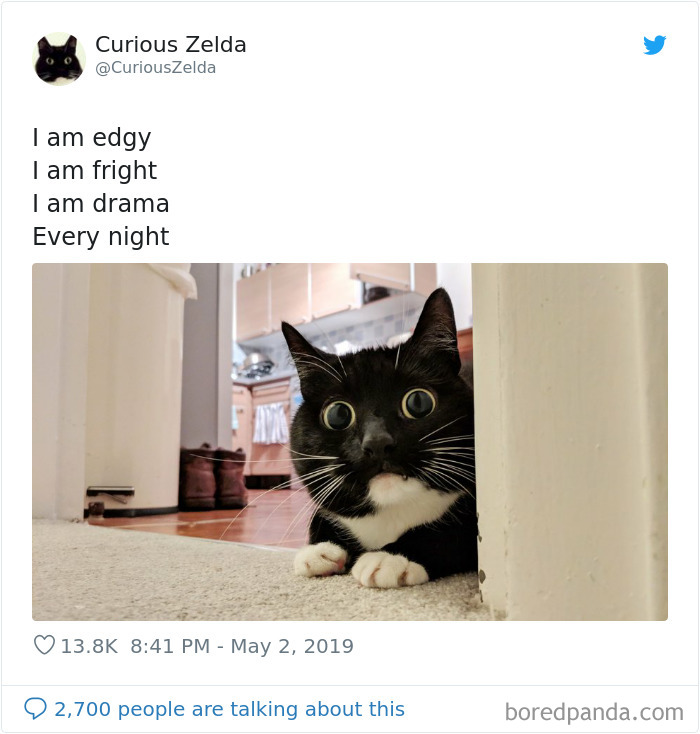 Curious Zelda
@CuriousZelda
I am edgy
I am fright
I am drama
Every night
13.8K 8:41 PM - May 2, 2019
2,700 people are talking about this
boredpanda.com